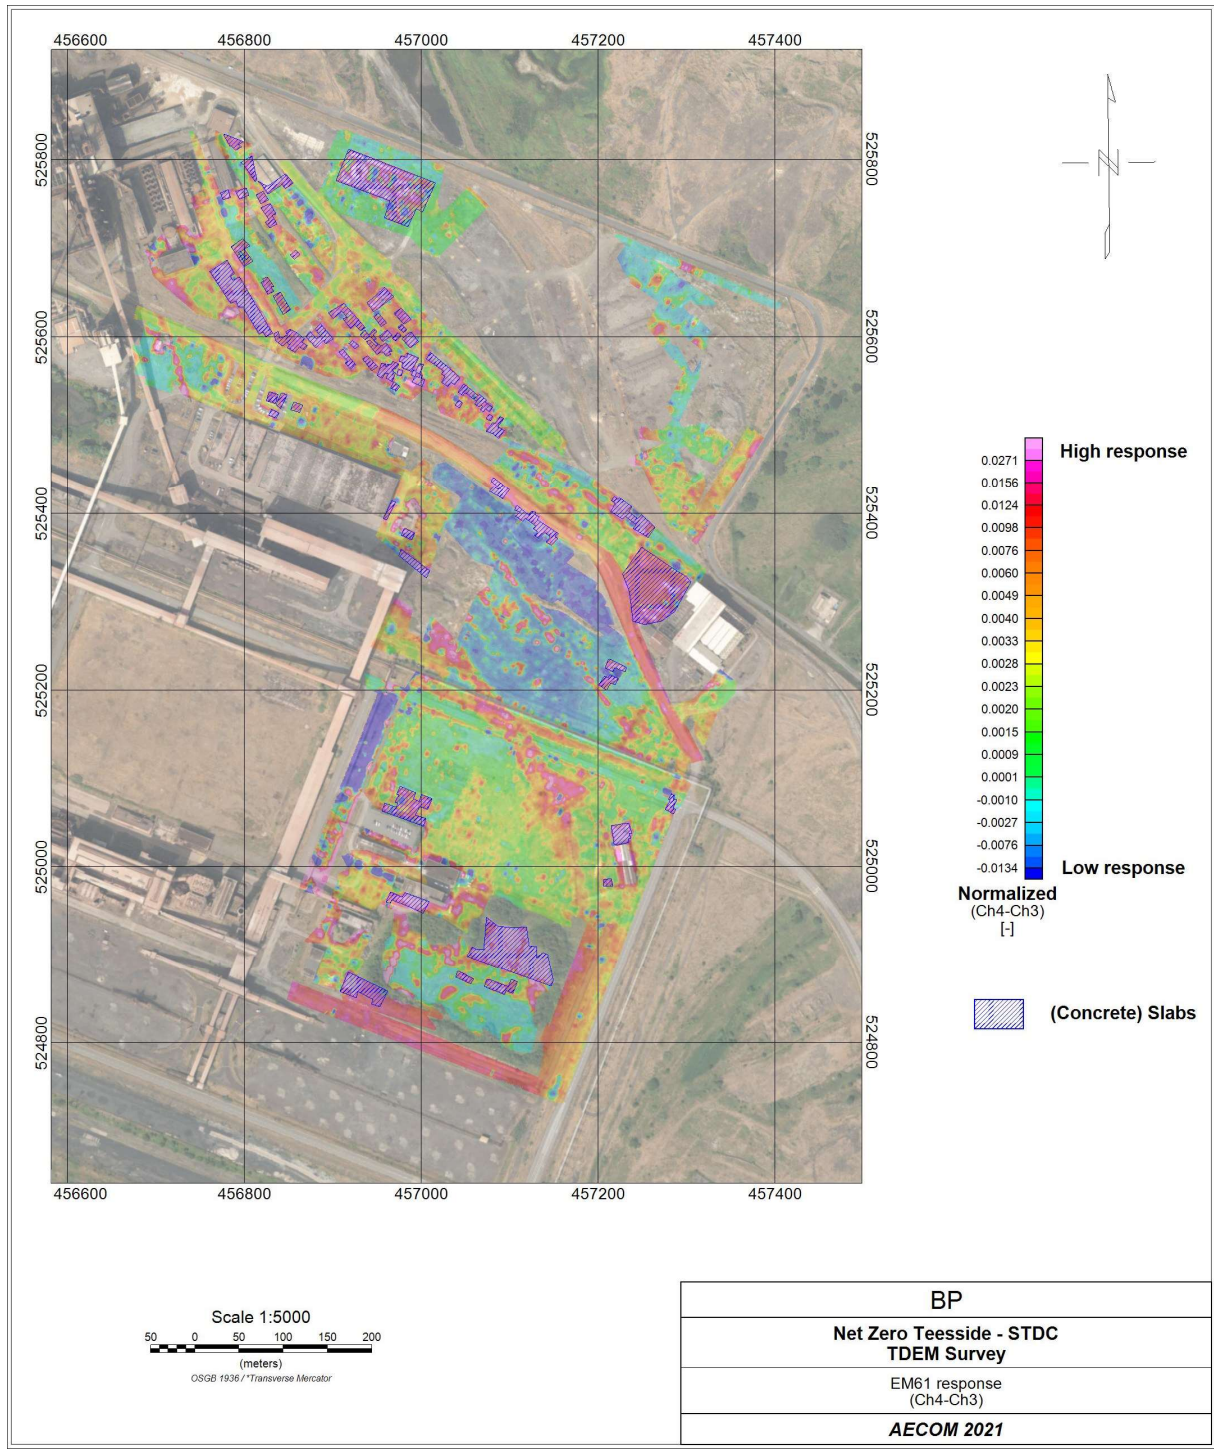 456600 456800 457000 457200 457400
525800 525800
525600 525600
525400 525400
525200 525200
525000 525000
524800 524800
456600 456800 457000 457200 457400
N
High response
0.0271
0.0156
0.0124
0.0098
0.0076
0.0060
0.0049
0.0040
0.0033
0.0028
0.0023
0.0020
0.0015
0.0009
0.0001
-0.0010
-0.0027
-0.0076
-0.0134
Low response
Normalized
(Ch4-Ch3)
[-]
(Concrete) Slabs
Scale 1:5000
50 0 50 100 150 200
(meters)
OSGB 1936 / *Transverse Mercator
BP
Net Zero Teesside - STDC
TDEM Survey
EM61 response
(Ch4-Ch3)
AECOM 2021